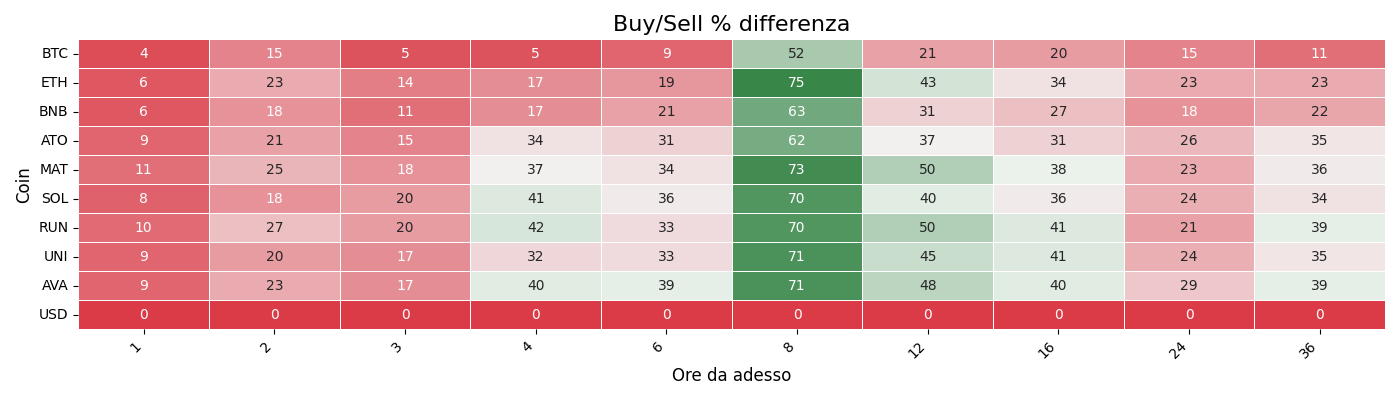 Buy/Sell % differenza
Coin
BTC 4 15 5 5 9 52 21 20 15 11
ETH 6 23 14 17 19 75 43 34 23 23
BNB 6 18 11 17 21 63 31 27 18 22
ATO 9 21 15 34 31 62 37 31 26 35
MAT 11 25 18 37 34 73 50 38 23 36
SOL 8 18 20 41 36 70 40 36 24 34
RUN 10 27 20 42 33 70 50 41 21 39
UNI 9 20 17 32 33 71 45 41 24 35
AVA 9 23 17 40 39 71 48 40 29 39
USD 0 0 0 0 0 0 0 0 0 0
1 2 3 4 6 8 12 16 24 36
Ore da adesso